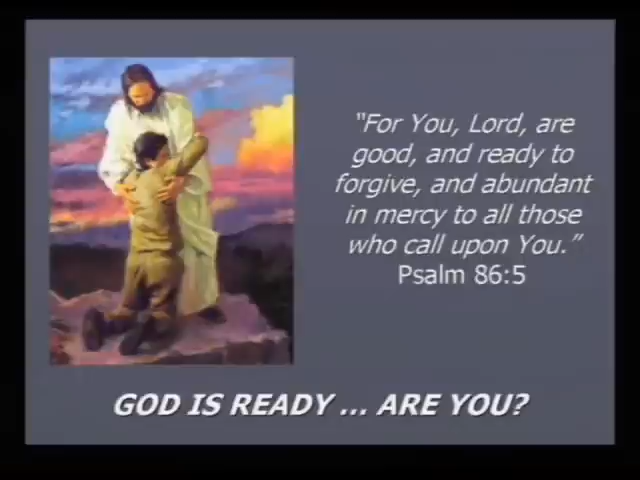 “For You, Lord, are
good, and ready to
forgive, and abundant
in mercy to all those
who call upon You.”
Psalm 86:5
GOD IS READY ... ARE YOU?